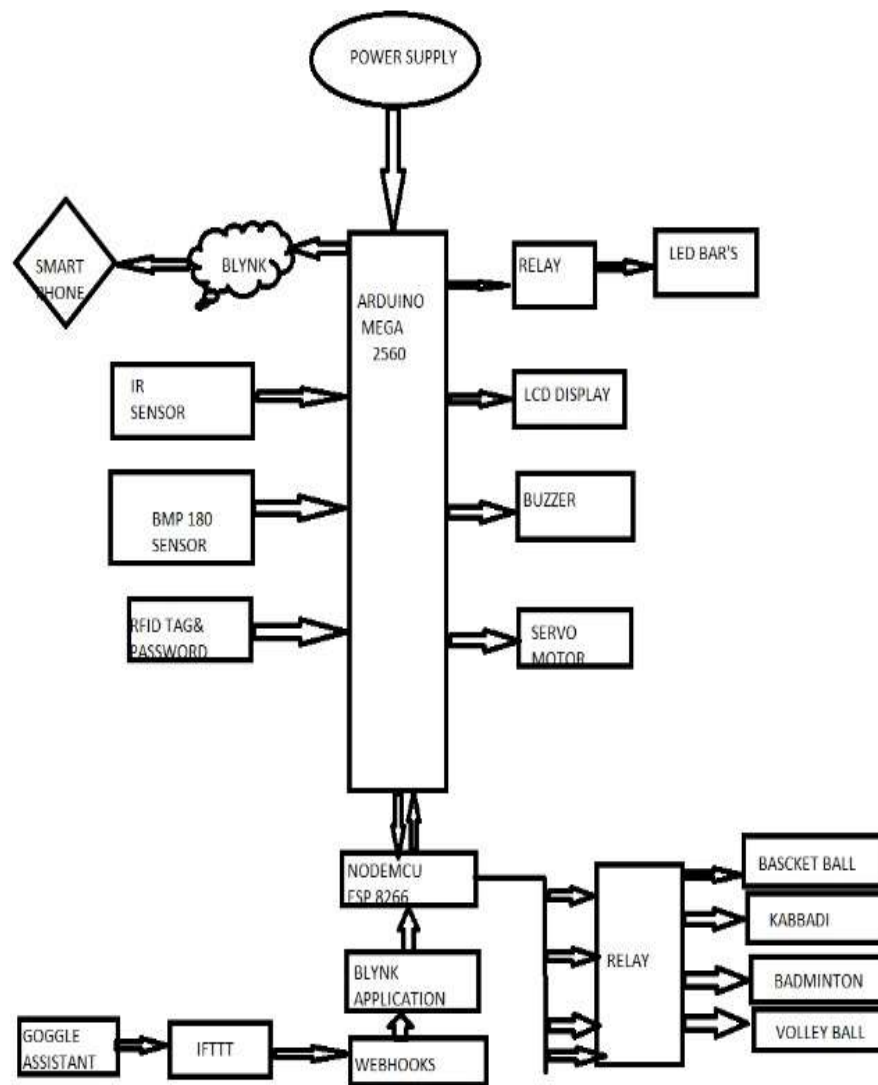 POWER SUPPLY
SMART
PHONE
BLYNK
RELAY
LED BAR'S
ARDUINO
MEGA
2560
IR
SENSOR
LCD DISPLAY
BMP 180
SENSOR
BUZZER
RFID TAG&
PASSWORD
SERVO
MOTOR
NODEMCU
ESP 8266
BASCKET BALL
KABBADI
RELAY
BADMINTON
VOLLEY BALL
BLYNK
APPLICATION
GOGGLE
ASSISTANT
IFTTT
WEBHOOKS